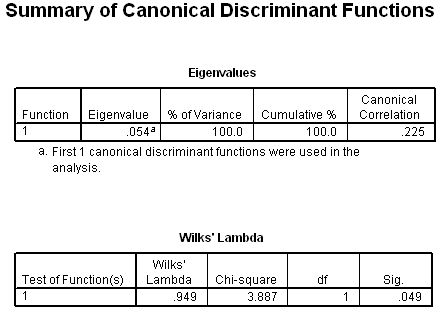 Summary of Canonical Discriminant Functions
Eigenvalues
Canonical
Function Eigenvalue % of Variance Cumulative % Correlation
1 .054a 100.0 100.0 .225
a. First 1 canonical discriminant functions were used in the
analysis.
Wilks' Lambda
Wilks'
Test of Function(s) Lambda Chi-square df Sig.
1 .949 3.887 1 .049